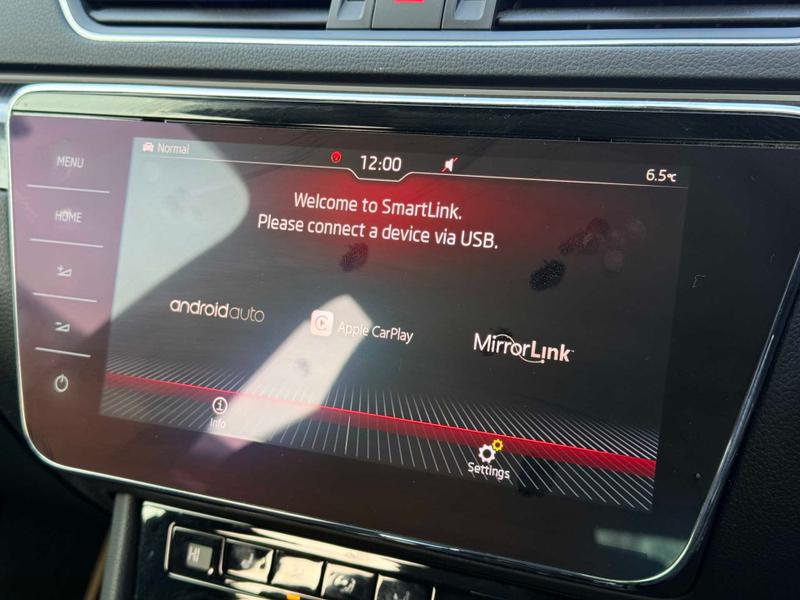 MENU
HOME
Normal
12:00
6.5°C
Welcome to SmartLink.
Please connect a device via USB.
androidauto
Apple CarPlay
MirrorLink™
Info
Settings